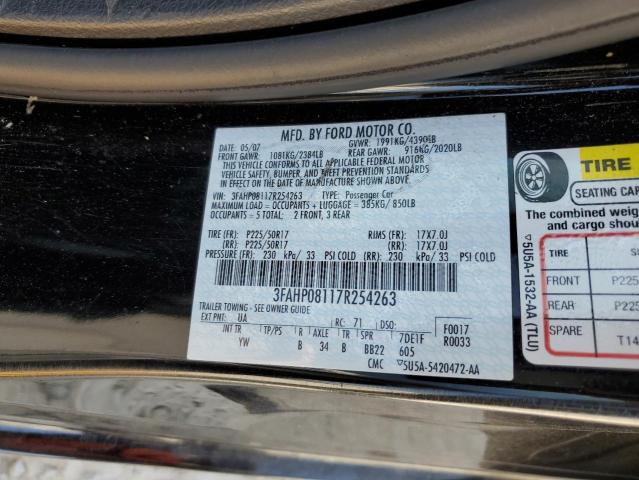 MFD. BY FORD MOTOR CO.
05/07 GVWR: 1991KG/4390LB
FRONT GAWR: 1081KG/2384LB REAR GAWR: 916KG/2020LB
THIS VEHICLE CONFORMS TO ALL APPLICABLE FEDERAL MOTOR
VEHICLE SAFETY, BUMPER, AND THEFT PREVENTION STANDARDS
IN EFFECT ON THE DATE OF MANUFACTURE SHOWN ABOVE.
VIN: 3FAHP08117R254263 TYPE: Passenger Car
MAXIMUM LOAD = OCCUPANTS + LUGGAGE = 385KG/ 850LB
OCCUPANTS = 5 TOTAL: 2 FRONT, 3 REAR
TIRE (FR): P225/50R17 RIMS (FR): 17X7.0J
(RR): P225/50R17 (RR): 17X7.0J
PRESSURE (FR): 230 kPa/ 33 PSI COLD (RR): 230 kPa/ 33 PSI COLD
3FAHP08117R254263
TRAILER TOWING - SEE OWNER GUIDE
EXT PNT: UA RC: 71 DSO: F0017
INT TR TP/PS R AXLE TR SPR 7DE1F R0033
YW B 34 B BB22 605
CMC ▽5U5A-5420472-AA
TIRE
SEATING CAP
The combined weig
and cargo shou
▽5U5A-1532-AA (TLU)
TIRE
FRONT P225
REAR P225
SPARE T14